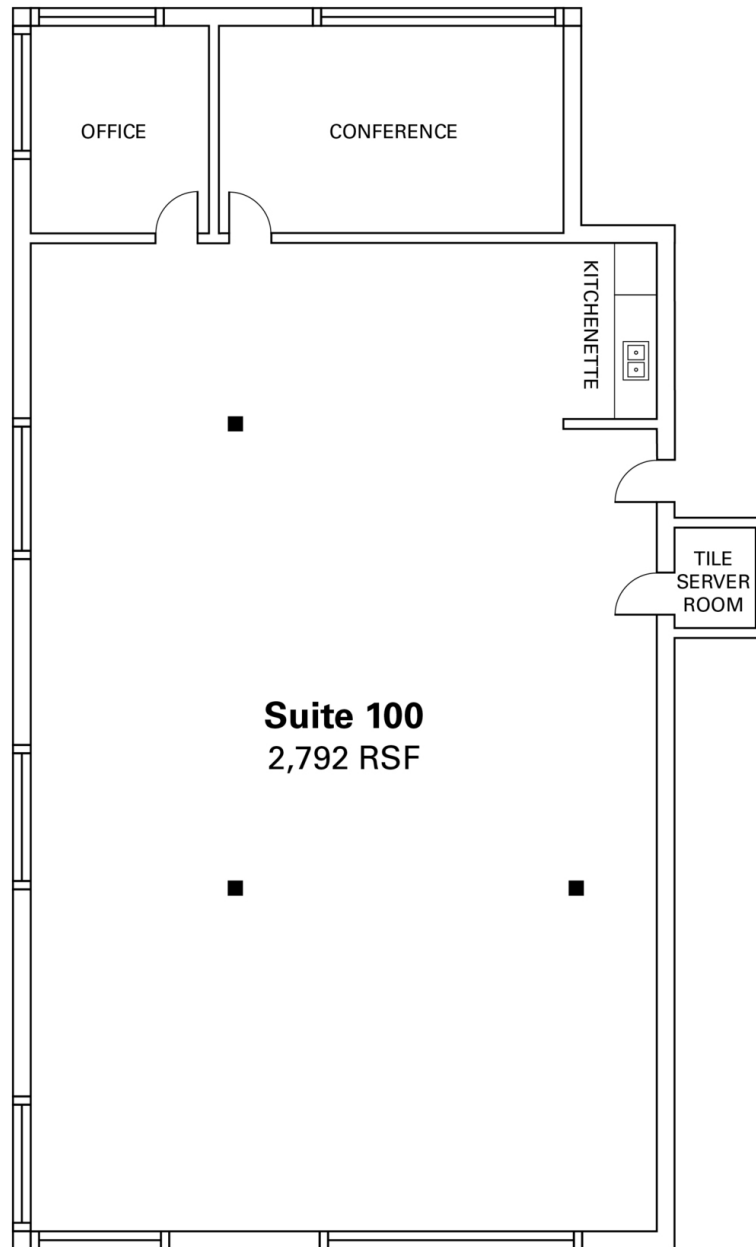 OFFICE
CONFERENCE
KITCHENETTE
TILE
SERVER
ROOM
Suite 100
2,792 RSF